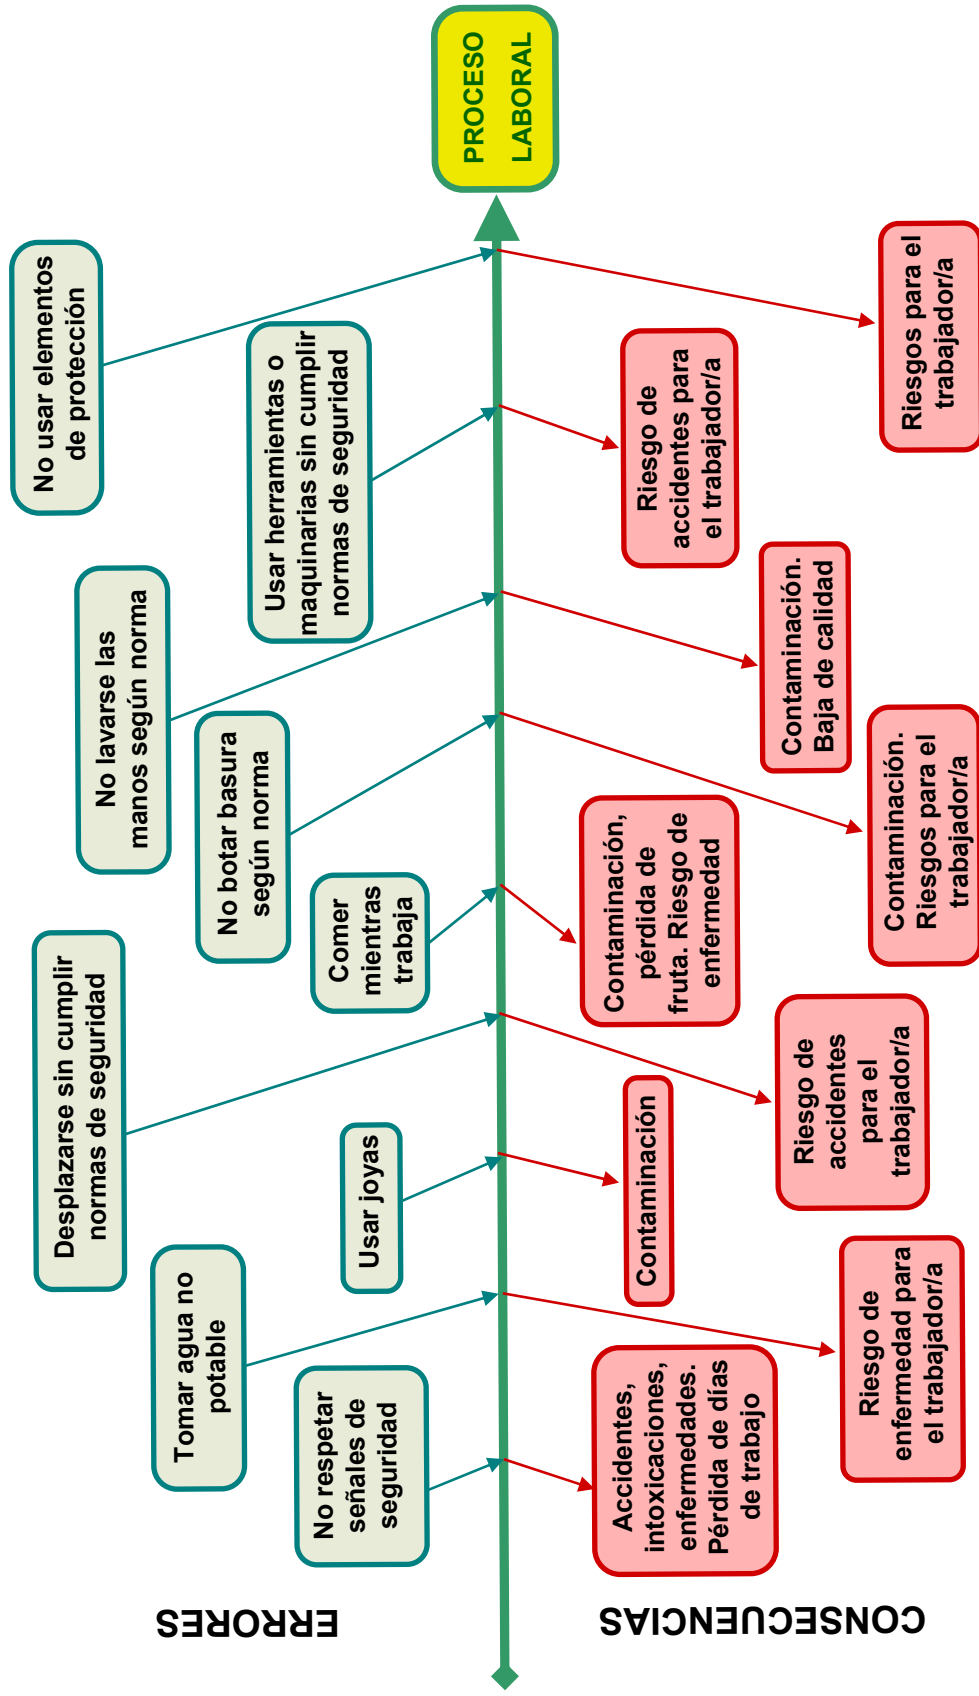 ERRORES
No respetar
señales de
seguridad
Tomar agua no
potable
Usar joyas
Desplazarse sin cumplir
normas de seguridad
Comer
mientras
trabaja
No botar basura
según norma
No lavarse las
manos según norma
Usar herramientas o
maquinarias sin cumplir
normas de seguridad
No usar elementos
de protección
PROCESO
LABORAL
CONSECUENCIAS
Accidentes,
intoxicaciones,
enfermedades.
Pérdida de días
de trabajo
Riesgo de
enfermedad para
el trabajador/a
Contaminación
Riesgo de
accidentes
para el
trabajador/a
Contaminación,
pérdida de
fruta. Riesgo de
enfermedad
Contaminación.
Riesgos para el
trabajador/a
Contaminación.
Baja de calidad
Riesgo de
accidentes para
el trabajador/a
Riesgos para el
trabajador/a